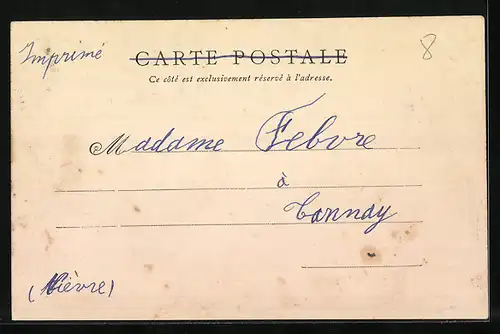 Imprimé
CARTE POSTALE
8
Ce côté est exclusivement réservé à l'adresse.
Madame Febvre
à
Tannay
(Nièvre)